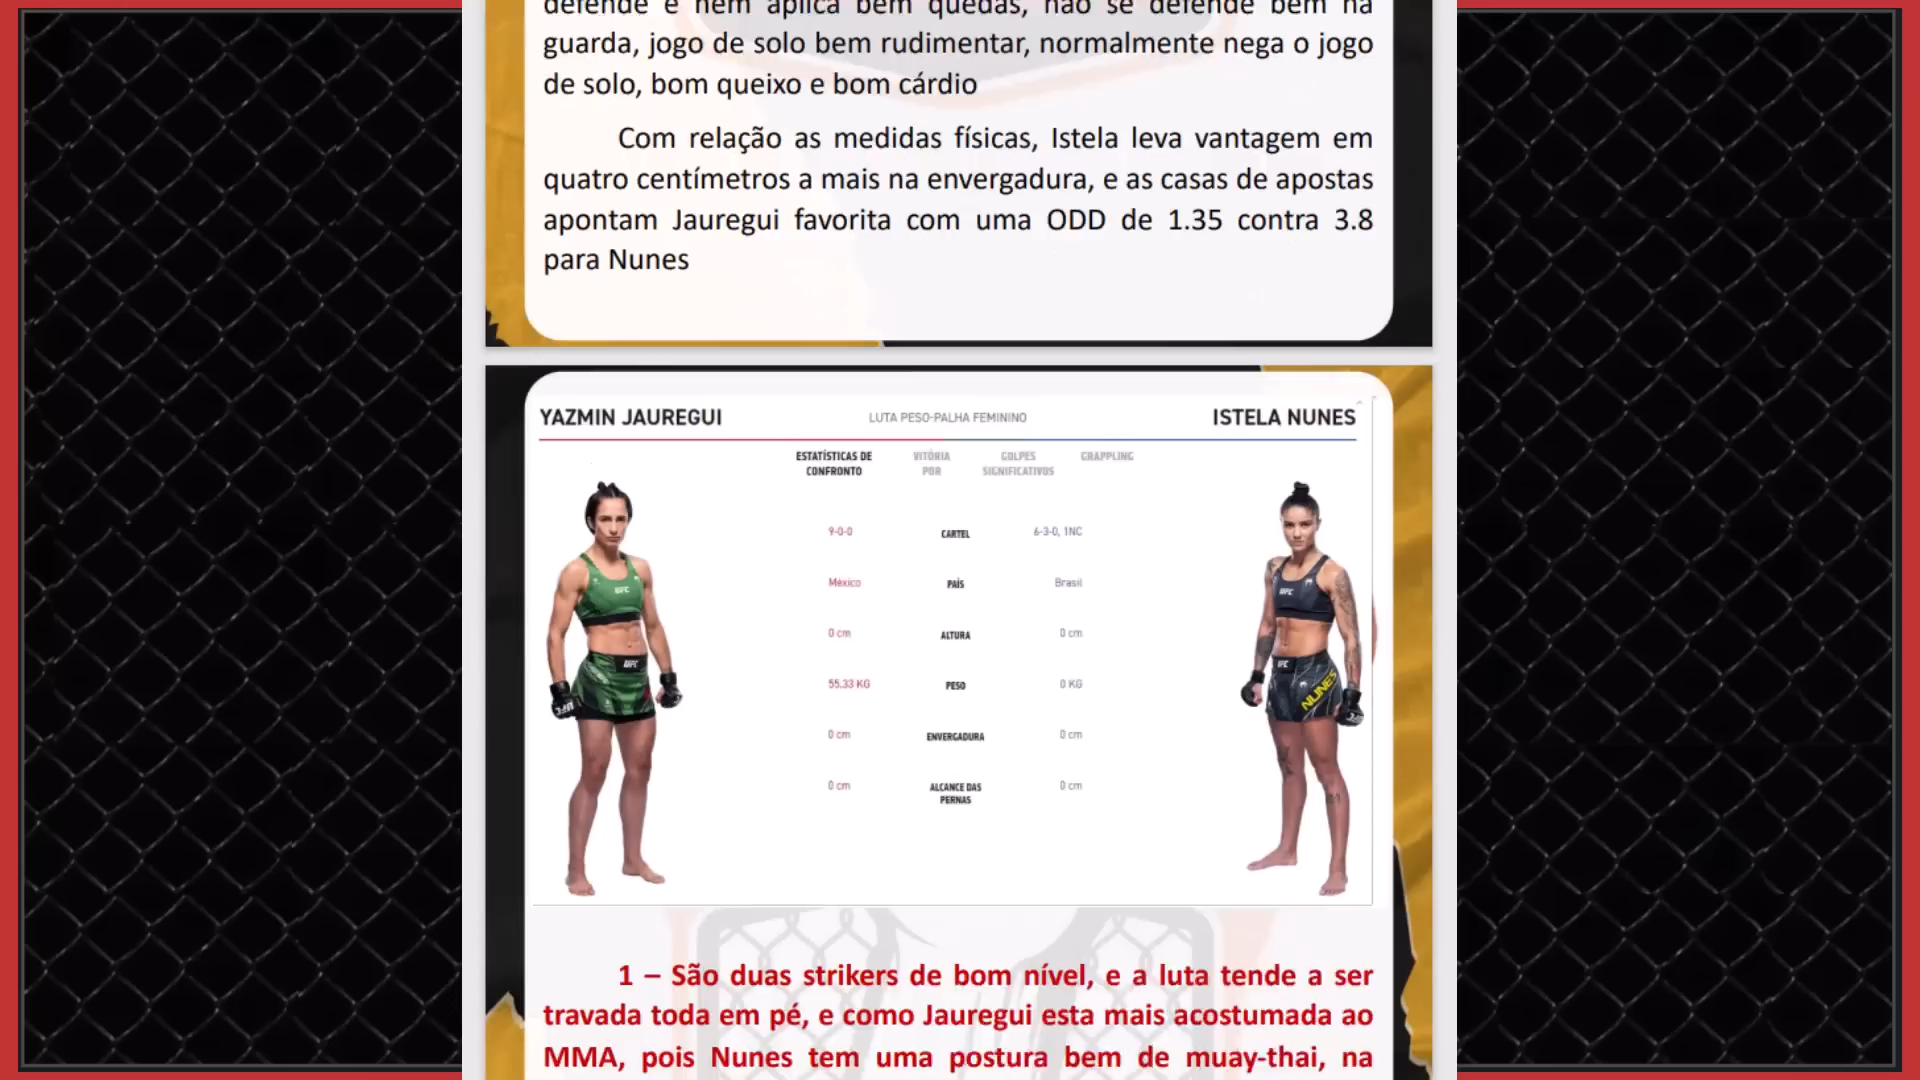 defende e nem aplica bem quedas, não se defende bem na
guarda, jogo de solo bem rudimentar, normalmente nega o jogo
de solo, bom queixo e bom cárdio
Com relação as medidas físicas, Istela leva vantagem em
quatro centímetros a mais na envergadura, e as casas de apostas
apontam Jauregui favorita com uma ODD de 1.35 contra 3.8
para Nunes
YAZMIN JAUREGUI LUTA PESO-PALHA FEMININO ISTELA NUNES
ESTATÍSTICAS DE VITÓRIA GOLPES GRAPPLING
CONFRONTO POR SIGNIFICATIVOS
9-0-0 CARTEL 6-3-0, 1NC
México PAÍS Brasil
0 cm ALTURA 0 cm
55.33 KG PESO 0 KG
0 cm ENVERGADURA 0 cm
0 cm ALCANCE DAS 0 cm
PERNAS
UFC
UFC
UFC
UFC
UFC
NUNES
UFC
1 – São duas strikers de bom nível, e a luta tende a ser
travada toda em pé, e como Jauregui esta mais acostumada ao
MMA, pois Nunes tem uma postura bem de muay-thai, na